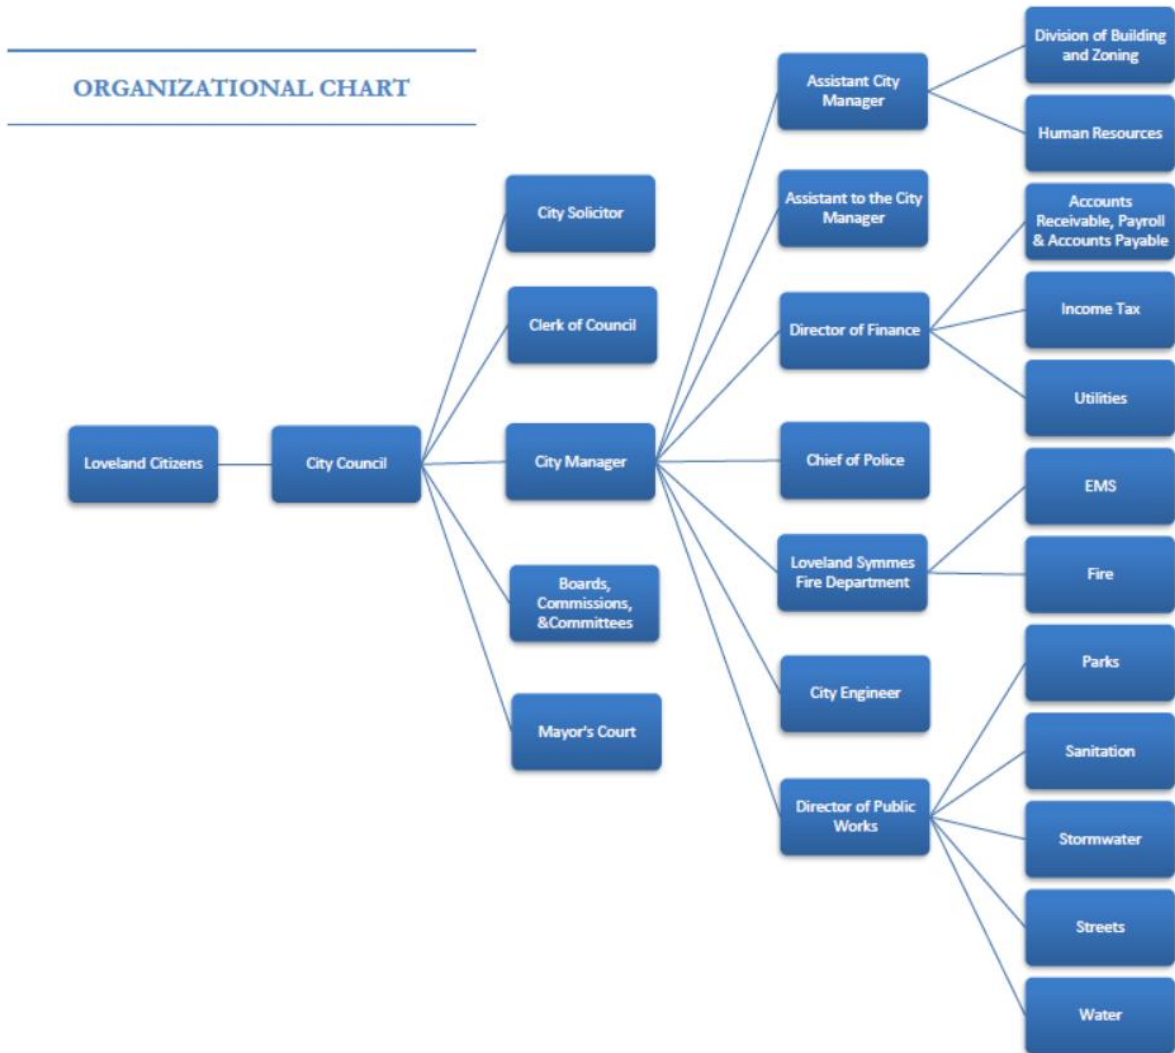 ORGANIZATIONAL CHART
Loveland Citizens
City Council
City Solicitor
Clerk of Council
City Manager
Boards,
Commissions,
&Committees
Mayor's Court
Assistant City
Manager
Assistant to the City
Manager
Director of Finance
Chief of Police
Loveland Symmes
Fire Department
City Engineer
Director of Public
Works
Division of Building
and Zoning
Human Resources
Accounts
Receivable, Payroll
& Accounts Payable
Income Tax
Utilities
EMS
Fire
Parks
Sanitation
Stormwater
Streets
Water